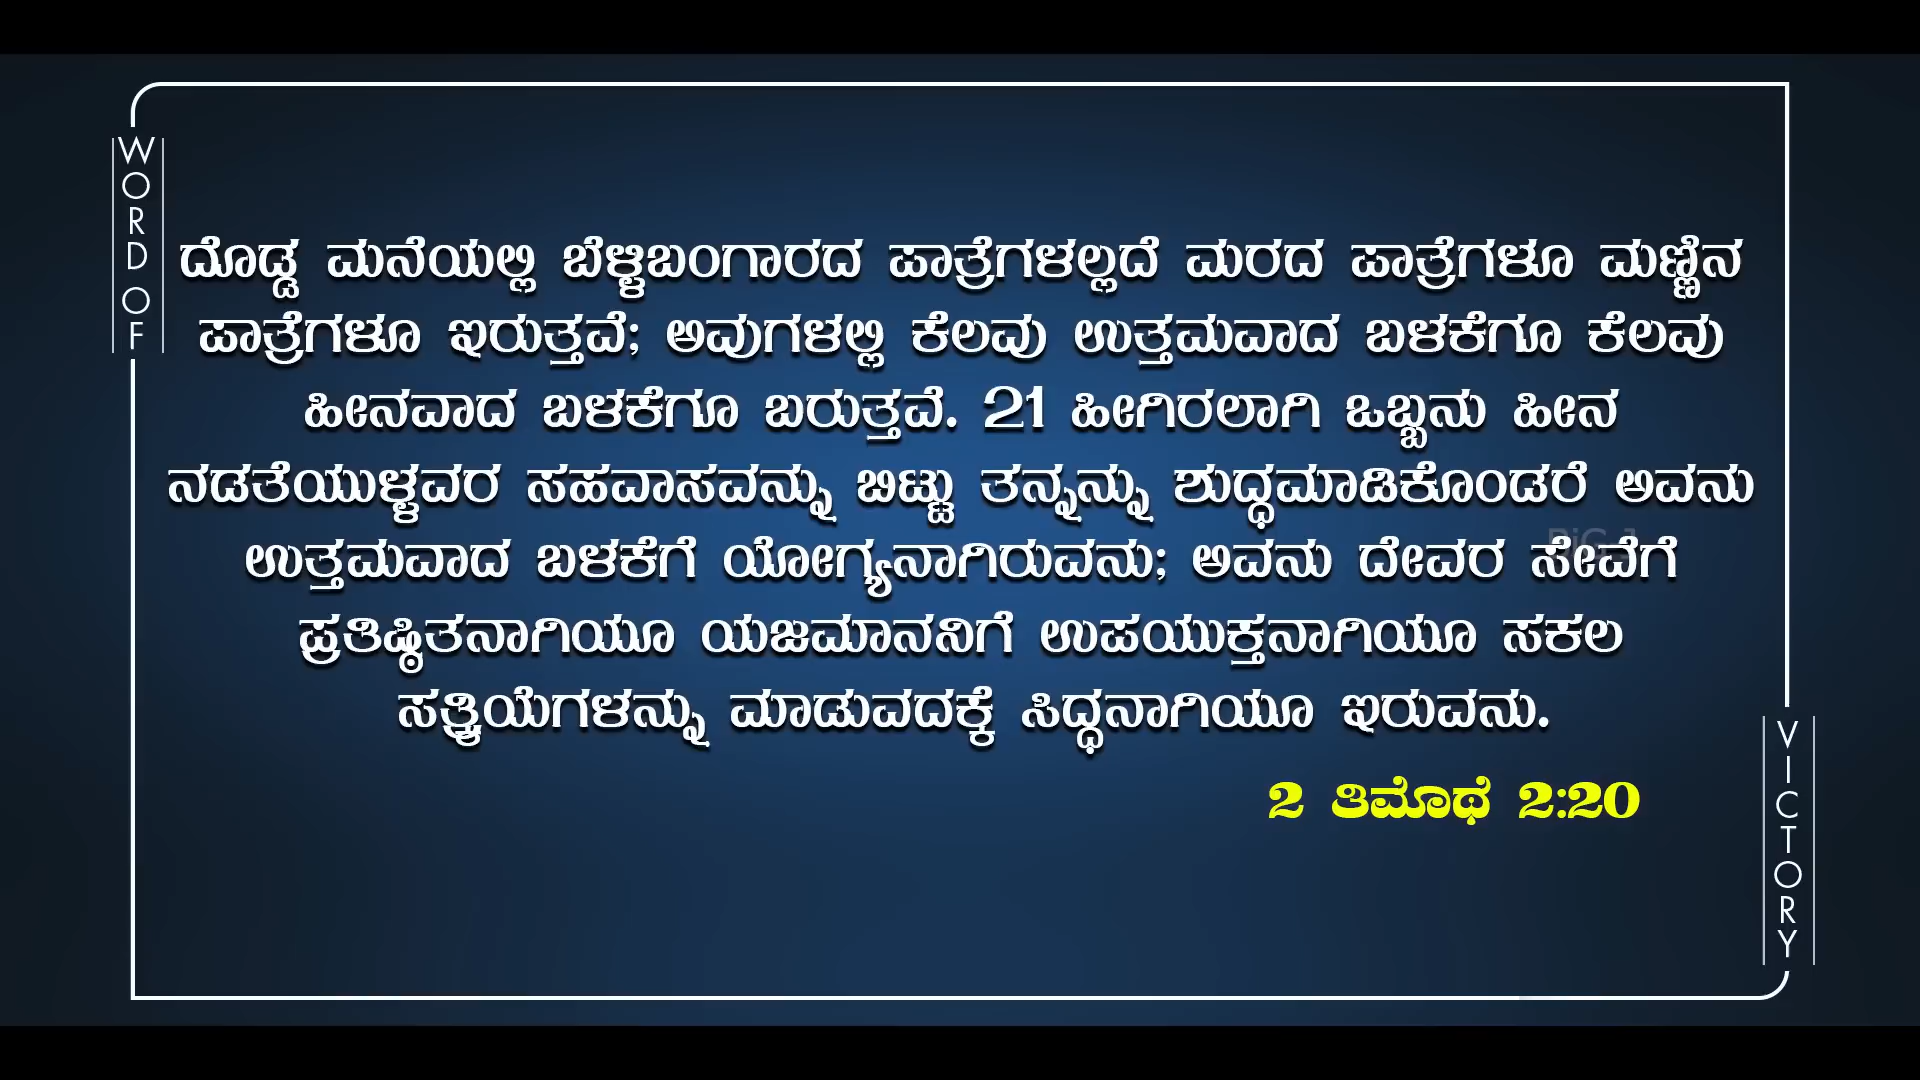 WORD OF
ದೊಡ್ಡ ಮನೆಯಲ್ಲಿ ಬೆಳ್ಳಿಬಂಗಾರದ ಪಾತ್ರೆಗಳಲ್ಲದೆ ಮರದ ಪಾತ್ರೆಗಳೂ ಮಣ್ಣಿನ
ಪಾತ್ರೆಗಳೂ ಇರುತ್ತವೆ; ಅವುಗಳಲ್ಲಿ ಕೆಲವು ಉತ್ತಮವಾದ ಬಳಕೆಗೂ ಕೆಲವು
ಹೀನವಾದ ಬಳಕೆಗೂ ಬರುತ್ತವೆ. 21 ಹೀಗಿರಲಾಗಿ ಒಬ್ಬನು ಹೀನ
ನಡತೆಯುಳ್ಳವರ ಸಹವಾಸವನ್ನು ಬಿಟ್ಟು ತನ್ನನ್ನು ಶುದ್ಧಮಾಡಿಕೊಂಡರೆ ಅವನು
ಉತ್ತಮವಾದ ಬಳಕೆಗೆ ಯೋಗ್ಯನಾಗಿರುವನು; ಅವನು ದೇವರ ಸೇವೆಗೆ
ಪ್ರತಿಷ್ಠಿತನಾಗಿಯೂ ಯಜಮಾನನಿಗೆ ಉಪಯುಕ್ತನಾಗಿಯೂ ಸಕಲ
ಸತ್ಕ್ರಿಯೆಗಳನ್ನು ಮಾಡುವದಕ್ಕೆ ಸಿದ್ಧನಾಗಿಯೂ ಇರುವನು.
2 ತಿಮೊಥೆ 2:20
VICTORY